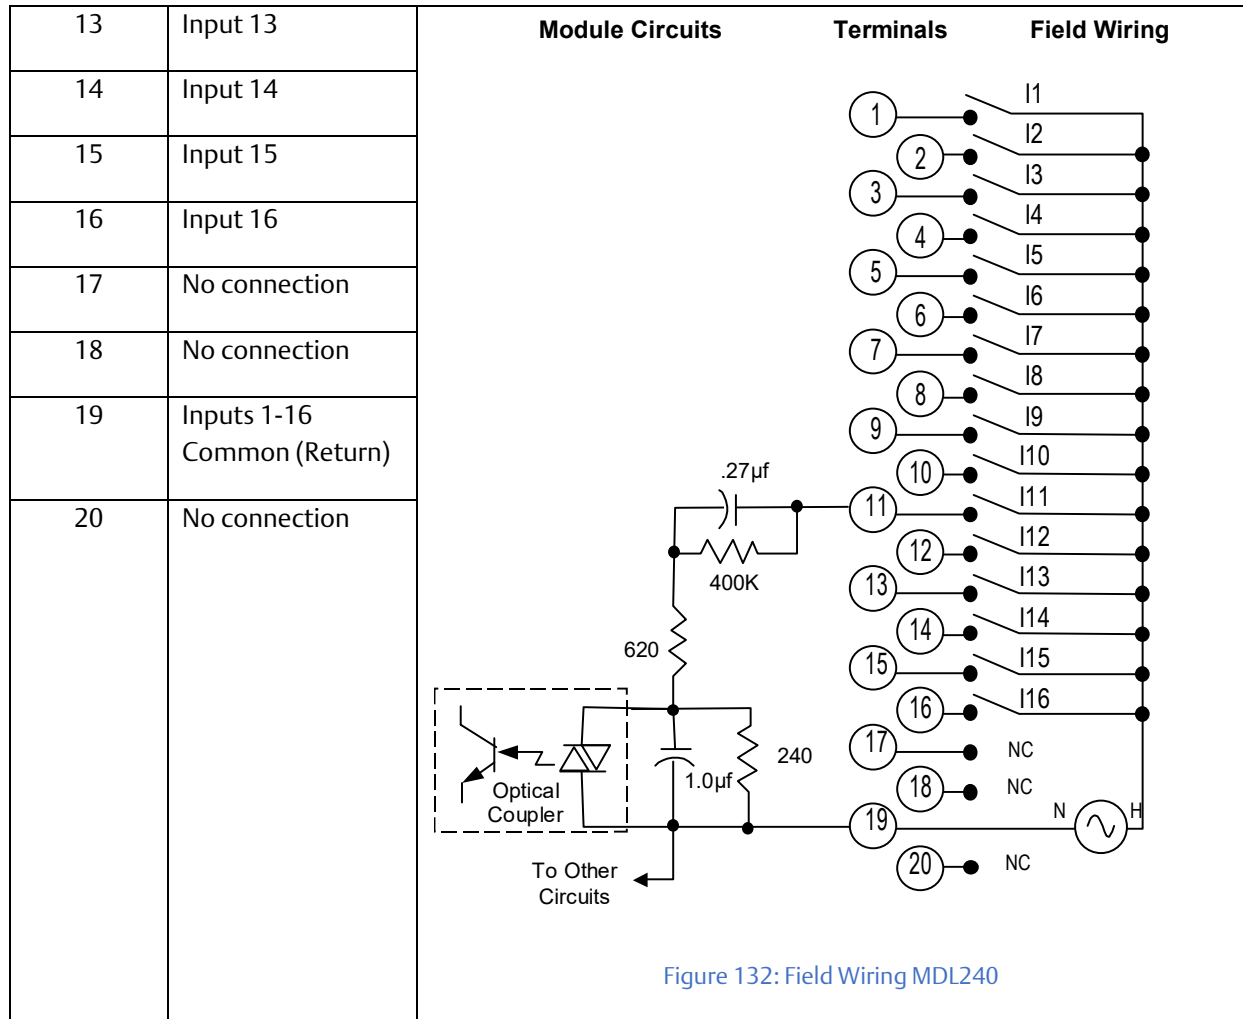 13 Input 13
14 Input 14
15 Input 15
16 Input 16
17 No connection
18 No connection
19 Inputs 1-16
Common (Return)
20 No connection
Module Circuits Terminals Field Wiring
1 I1
2 I2
3 I3
4 I4
5 I5
6 I6
7 I7
8 I8
9 I9
10 I10
.27µf
11 I11
12 I12
400K
13 I13
14 I14
620
15 I15
16 I16
17 NC
240
1.0µf
18 NC
Optical
Coupler
19 N H
20 NC
To Other
Circuits
Figure 132: Field Wiring MDL240